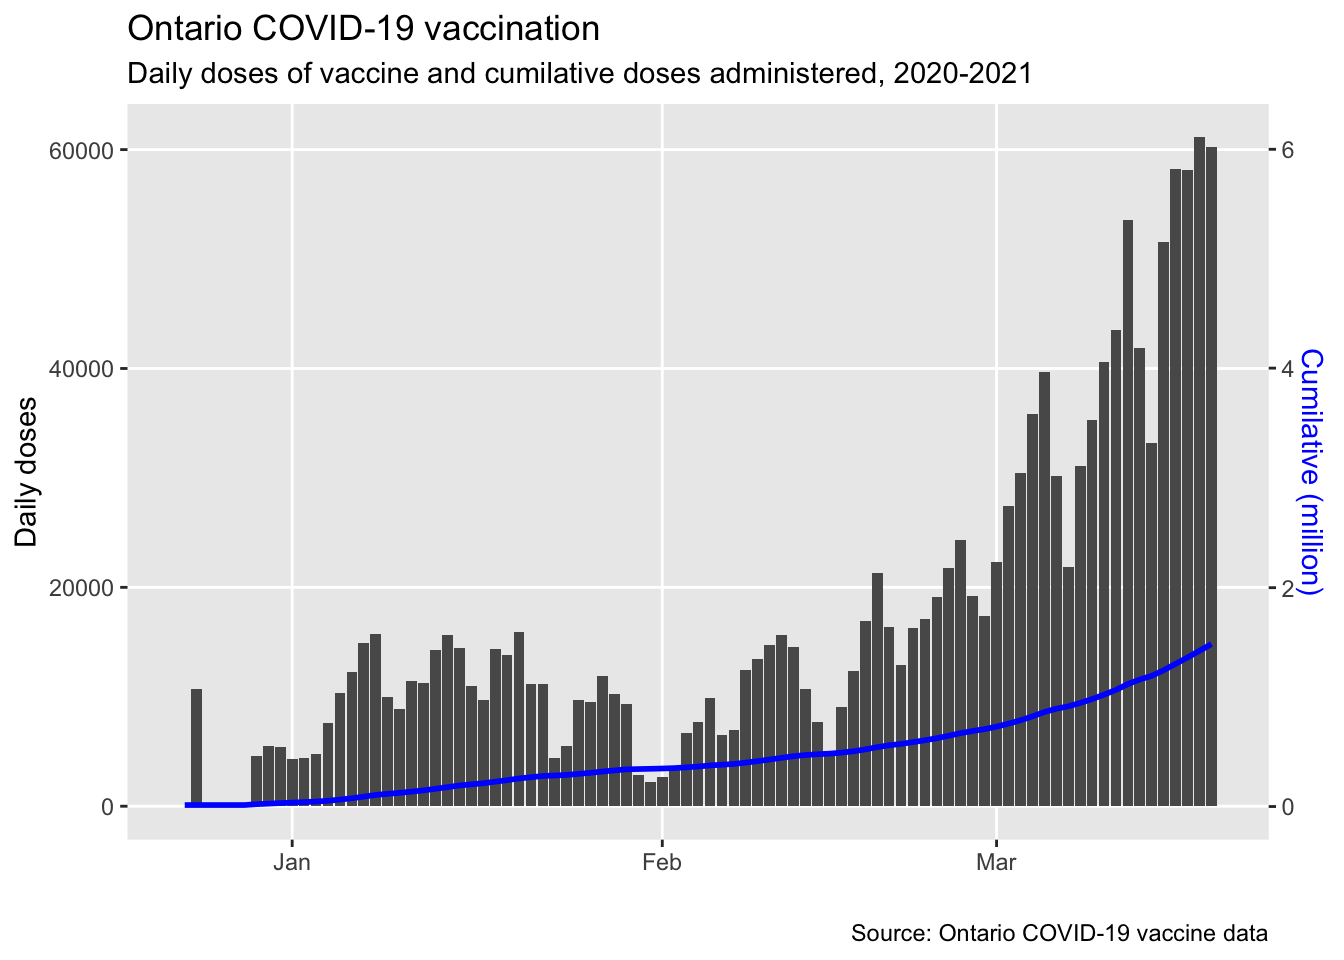 Ontario COVID-19 vaccination
Daily doses of vaccine and cumilative doses administered, 2020-2021
Daily doses
60000
40000
20000
0
6
4
2
0
Cumilative (million)
Jan
Feb
Mar
Source: Ontario COVID-19 vaccine data